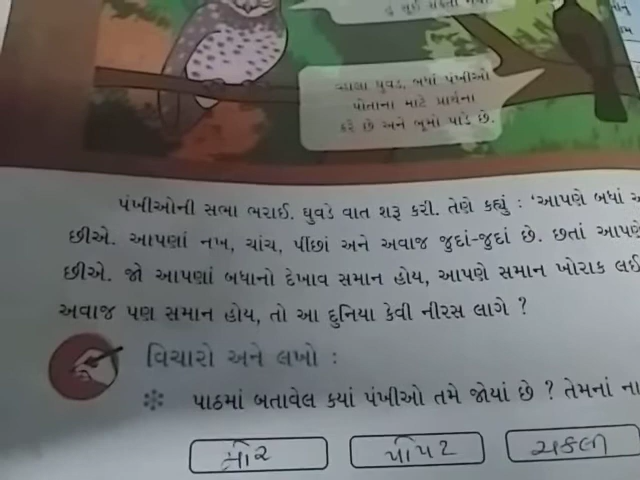 વ્હાલા ઘુવડ, બધાં પંખીઓ
પોતાના માટે પ્રાર્થના
કરે છે અને બૂમો પાડે છે.
પંખીઓની સભા ભરાઈ. ઘુવડે વાત શરૂ કરી. તેણે કહ્યું : ‘આપણે બધાં
છીએ. આપણાં નખ, ચાંચ, પીંછાં અને અવાજ જુદાં-જુદાં છે. છતાં આપણે
છીએ. જો આપણાં બધાનો દેખાવ સમાન હોય, આપણે સમાન ખોરાક લઈ
અવાજ પણ સમાન હોય, તો આ દુનિયા કેવી નીરસ લાગે ?
વિચારો અને લખો :
પાઠમાં બતાવેલ કયાં પંખીઓ તમે જોયાં છે ? તેમનાં ના
મોર પોપટ ચકલી